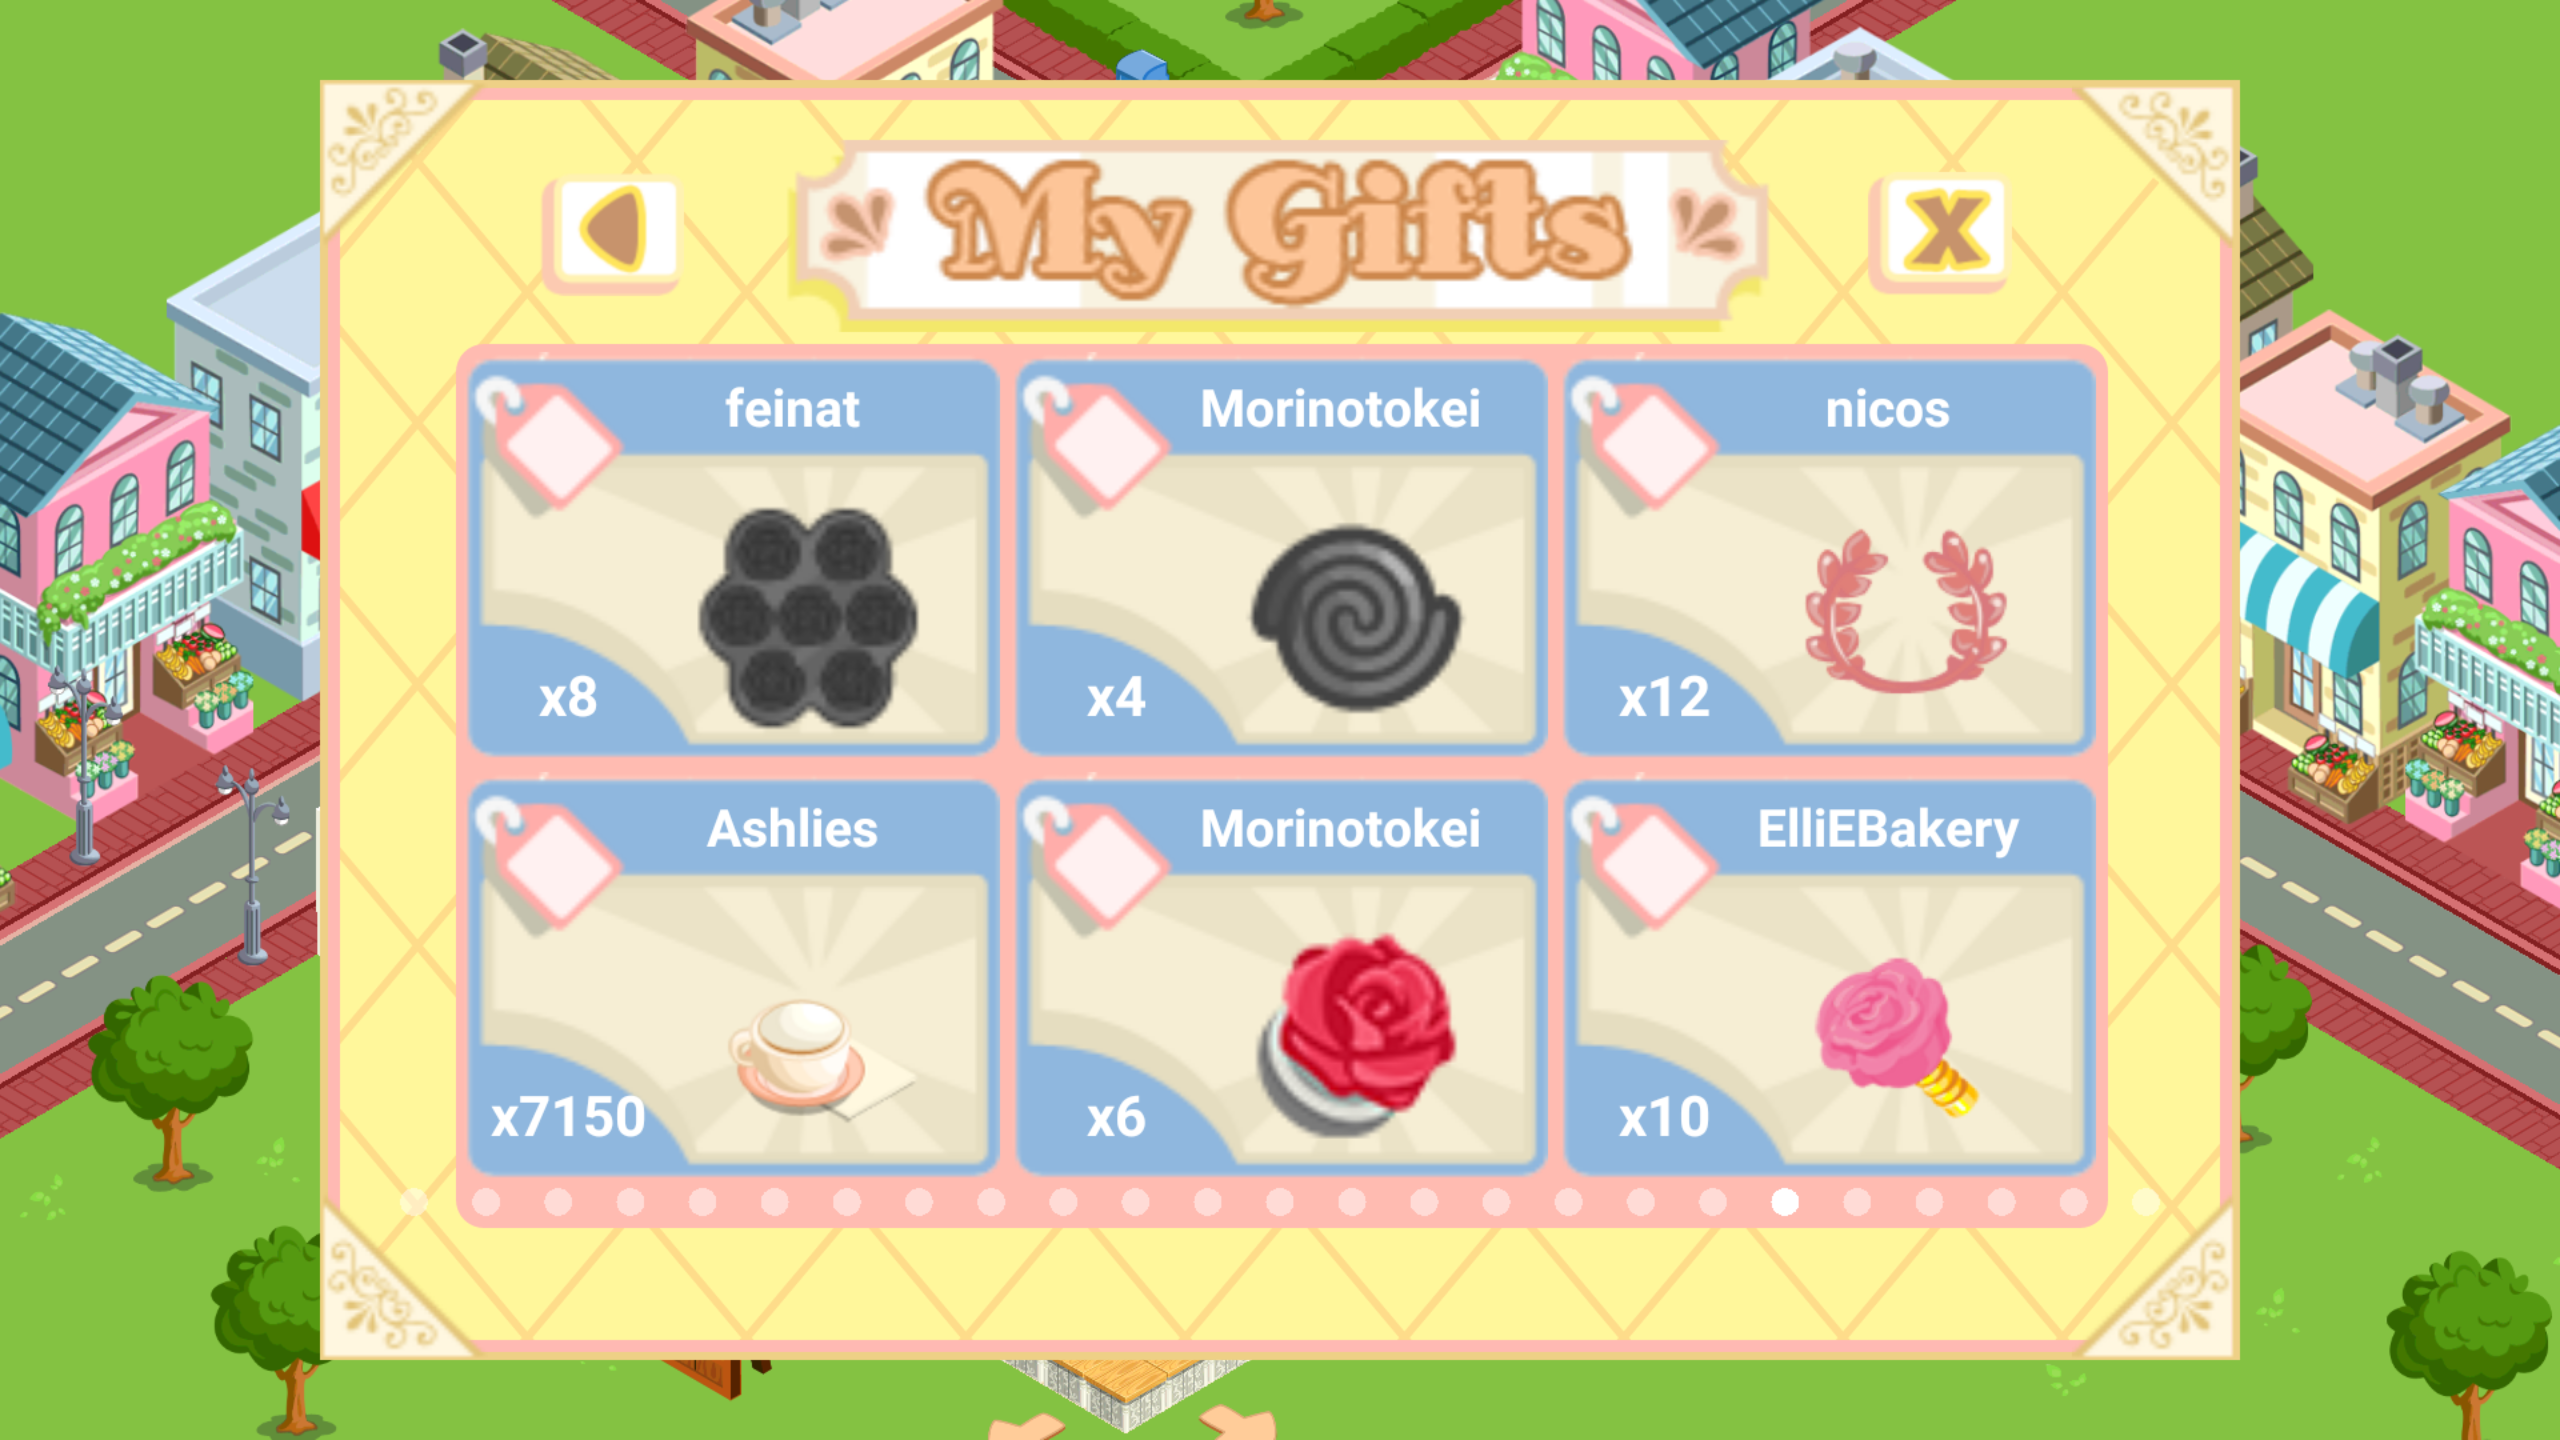 My Gifts
X
feinat
x8
Morinotokei
x4
nicos
x12
Ashlies
x7150
Morinotokei
x6
ElliEBakery
x10